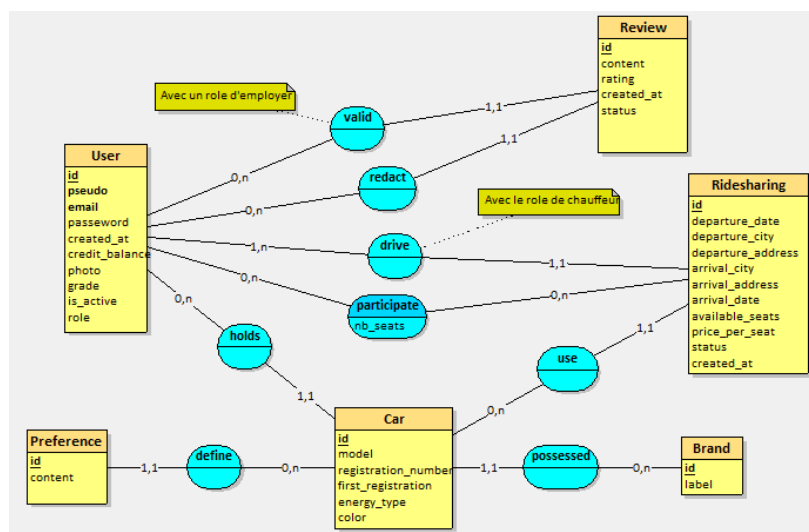 Review
id
content
rating
created_at
status
Avec un role d'employer
valid
1,1
1,1
0,n
User
id
pseudo
email
passeword
created_at
credit_balance
photo
grade
is_active
role
redact
0,n
Avec le role de chauffeur
Ridesharing
id
departure_date
departure_city
departure_address
arrival_city
arrival_address
arrival_date
available_seats
price_per_seat
status
created_at
1,n
drive
1,1
0,n
participate
nb_seats
0,n
0,n
holds
1,1
use
1,1
0,n
Preference
id
content
1,1
define
0,n
Car
id
model
registration_number
first_registration
energy_type
color
1,1
possessed
0,n
Brand
id
label